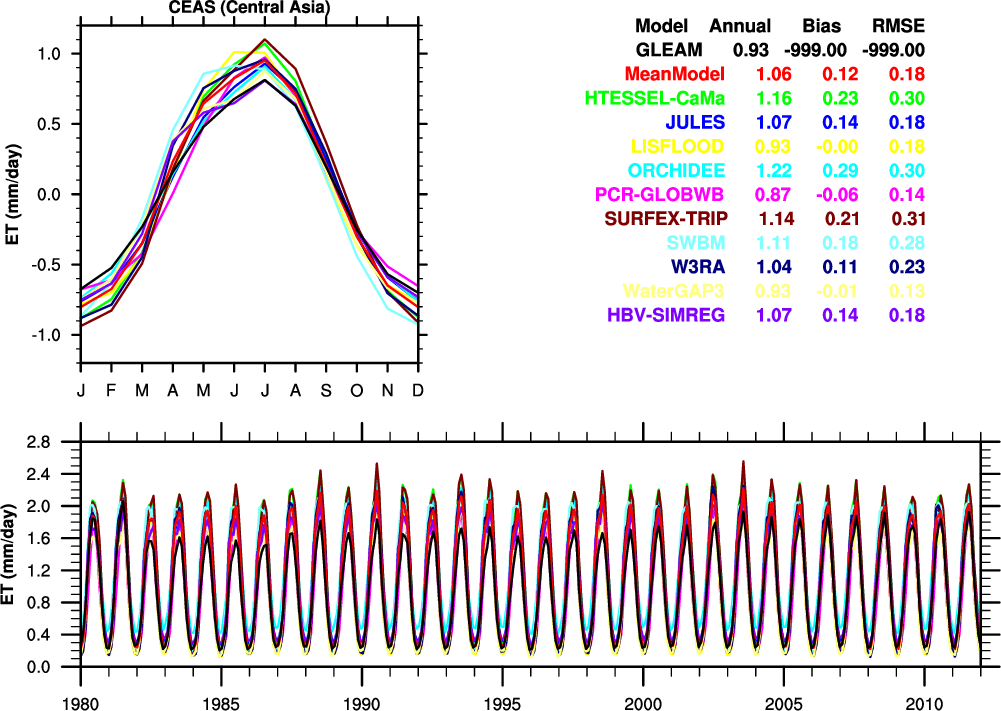 CEAS (Central Asia)
ET (mm/day)
1.0
0.5
0.0
-0.5
-1.0
J F M A M J J A S O N D
Model Annual Bias RMSE
GLEAM 0.93 -999.00 -999.00
MeanModel 1.06 0.12 0.18
HTESSEL-CaMa 1.16 0.23 0.30
JULES 1.07 0.14 0.18
LISFLOOD 0.93 -0.00 0.18
ORCHIDEE 1.22 0.29 0.30
PCR-GLOBWB 0.87 -0.06 0.14
SURFEX-TRIP 1.14 0.21 0.31
SWBM 1.11 0.18 0.28
W3RA 1.04 0.11 0.23
WaterGAP3 0.93 -0.01 0.13
HBV-SIMREG 1.07 0.14 0.18
ET (mm/day)
2.8
2.4
2.0
1.6
1.2
0.8
0.4
0.0
1980 1985 1990 1995 2000 2005 2010